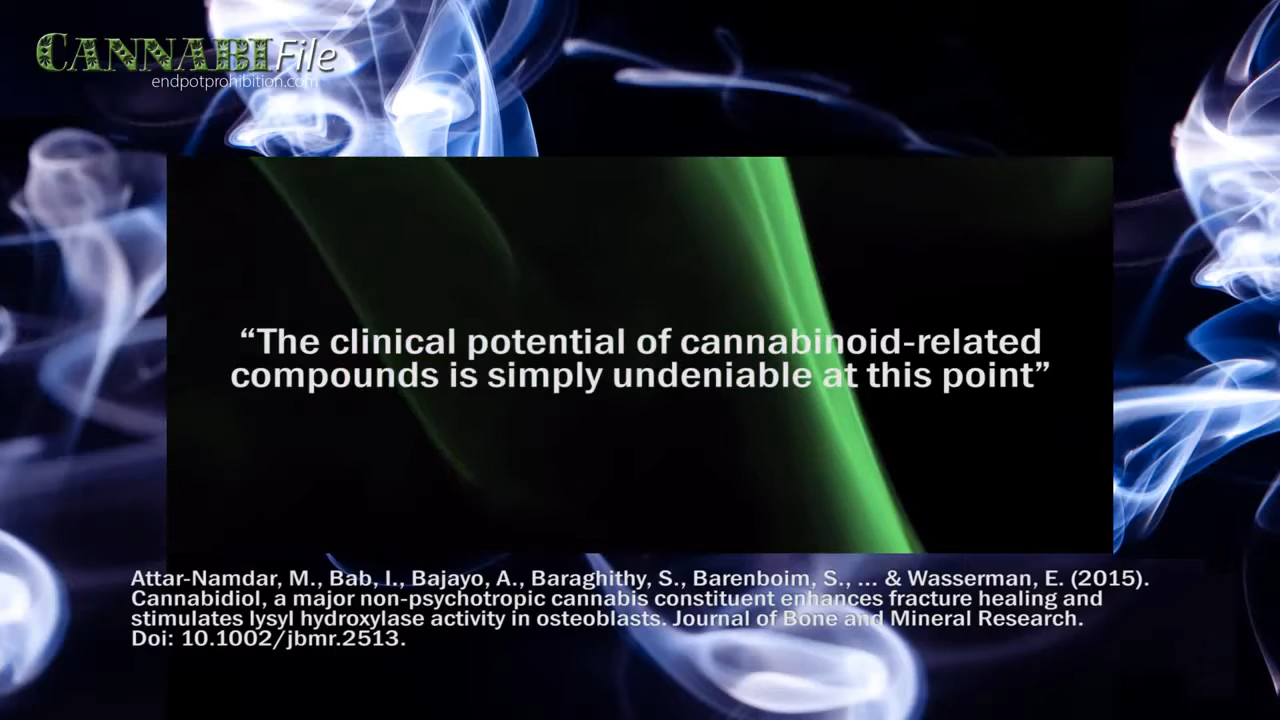 CANNABIFile
endpotprohibition.com
“The clinical potential of cannabinoid-related
compounds is simply undeniable at this point”
Attar-Namdar, M., Bab, I., Bajayo, A., Baraghithy, S., Barenboim, S., ... & Wasserman, E. (2015).
Cannabidiol, a major non-psychotropic cannabis constituent enhances fracture healing and
stimulates lysyl hydroxylase activity in osteoblasts. Journal of Bone and Mineral Research.
Doi: 10.1002/jbmr.2513.